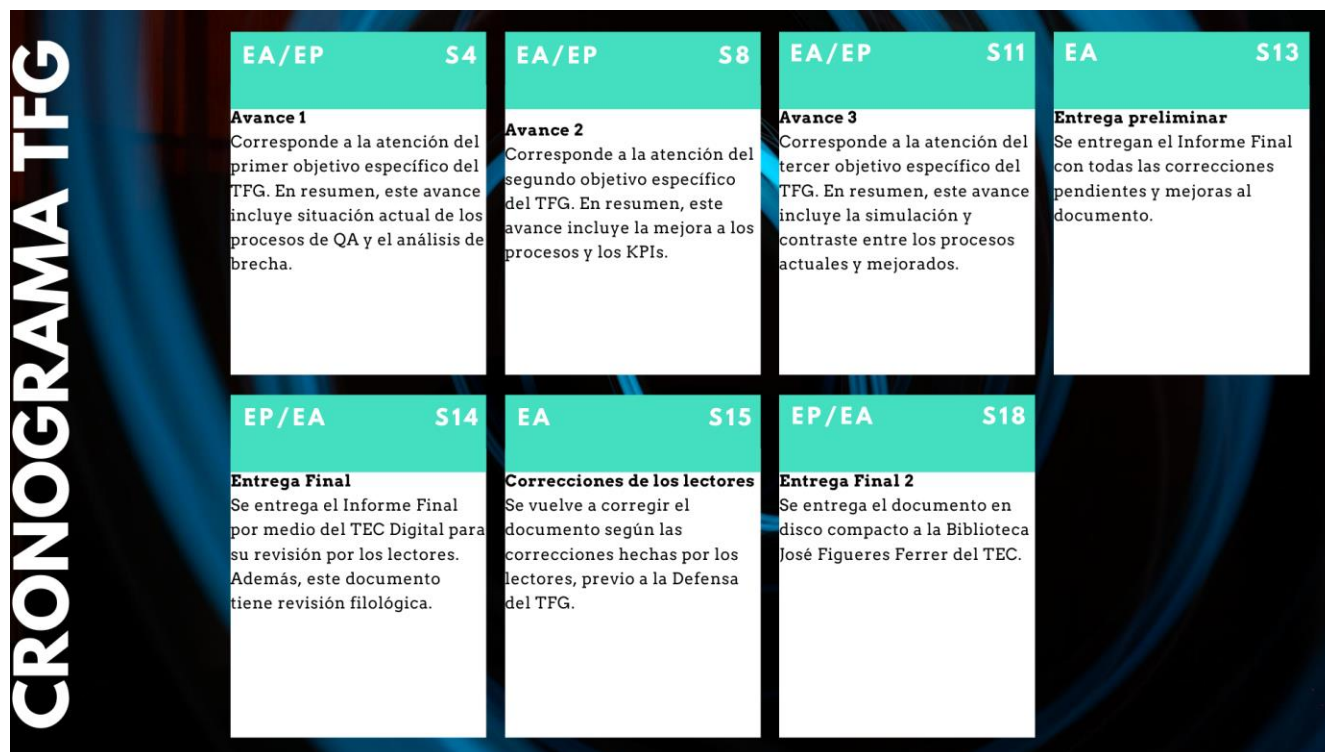 CRONOGRAMA TFG
EA/EP S4
Avance 1
Corresponde a la atención del
primer objetivo específico del
TFG. En resumen, este avance
incluye situación actual de los
procesos de QA y el análisis de
brecha.
EA/EP S8
Avance 2
Corresponde a la atención del
segundo objetivo específico
del TFG. En resumen, este
avance incluye la mejora a los
procesos y los KPIs.
EA/EP S11
Avance 3
Corresponde a la atención del
tercer objetivo específico del
TFG. En resumen, este avance
incluye la simulación y
contraste entre los procesos
actuales y mejorados.
EA S13
Entrega preliminar
Se entregan el Informe Final
con todas las correcciones
pendientes y mejoras al
documento.
EP/EA S14
Entrega Final
Se entrega el Informe Final
por medio del TEC Digital para
su revisión por los lectores.
Además, este documento
tiene revisión filológica.
EA S15
Correcciones de los lectores
Se vuelve a corregir el
documento según las
correcciones hechas por los
lectores, previo a la Defensa
del TFG.
EP/EA S18
Entrega Final 2
Se entrega el documento en
disco compacto a la Biblioteca
José Figueres Ferrer del TEC.